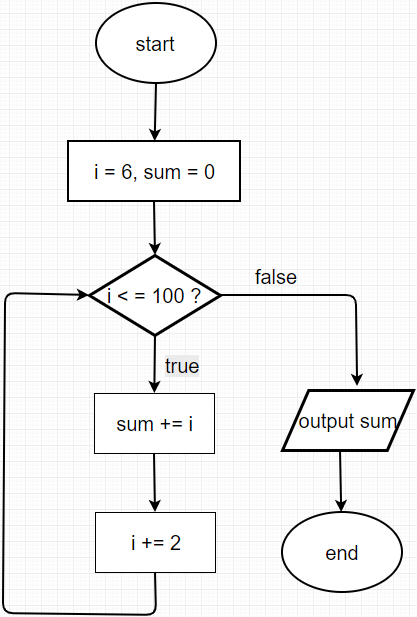 start
i = 6, sum = 0
i < = 100 ?
false
true
sum += i
output sum
i += 2
end